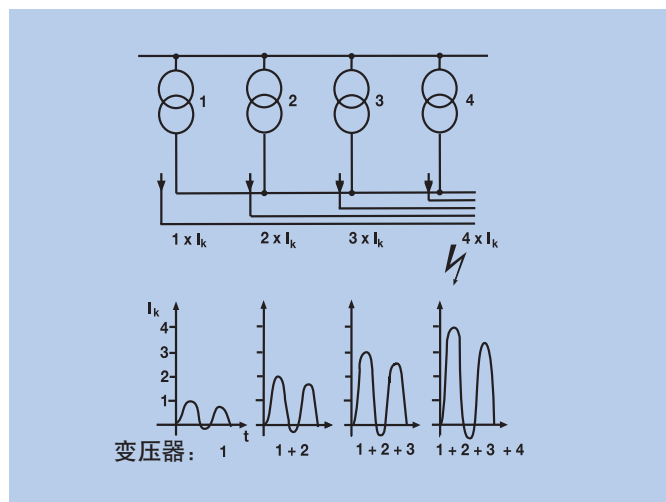 1 2 3 4
1 x Ik 2 x Ik 3 x Ik 4 x Ik
Ik
4
3
2
1
t
变压器： 1 1 + 2 1 + 2 + 3 1 + 2 + 3 + 4